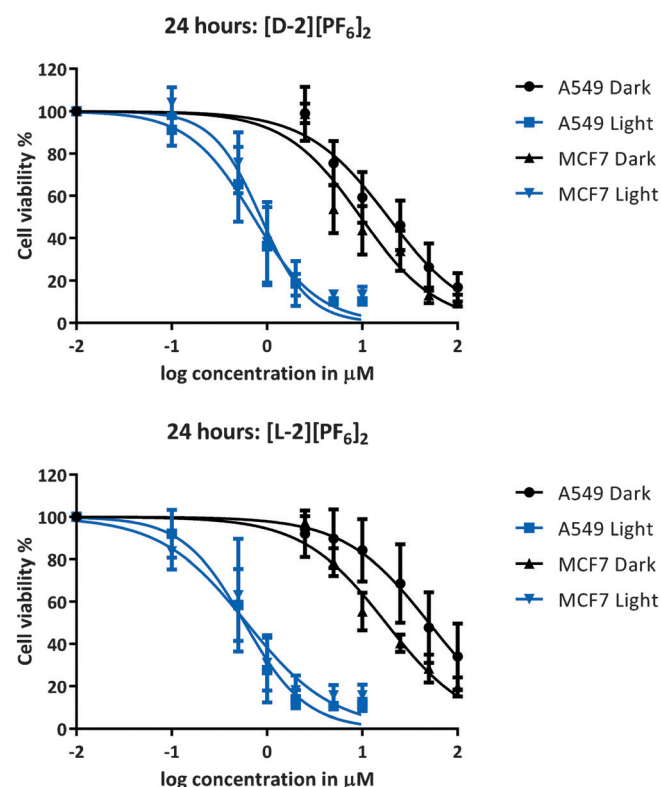 24 hours: [D-2][PF6]2
120
100
80
60
40
20
0
Cell viability %
-2
-1
0
1
2
log concentration in μM
A549 Dark
A549 Light
MCF7 Dark
MCF7 Light
24 hours: [L-2][PF6]2
120
100
80
60
40
20
0
Cell viability %
-2
-1
0
1
2
log concentration in μM
A549 Dark
A549 Light
MCF7 Dark
MCF7 Light